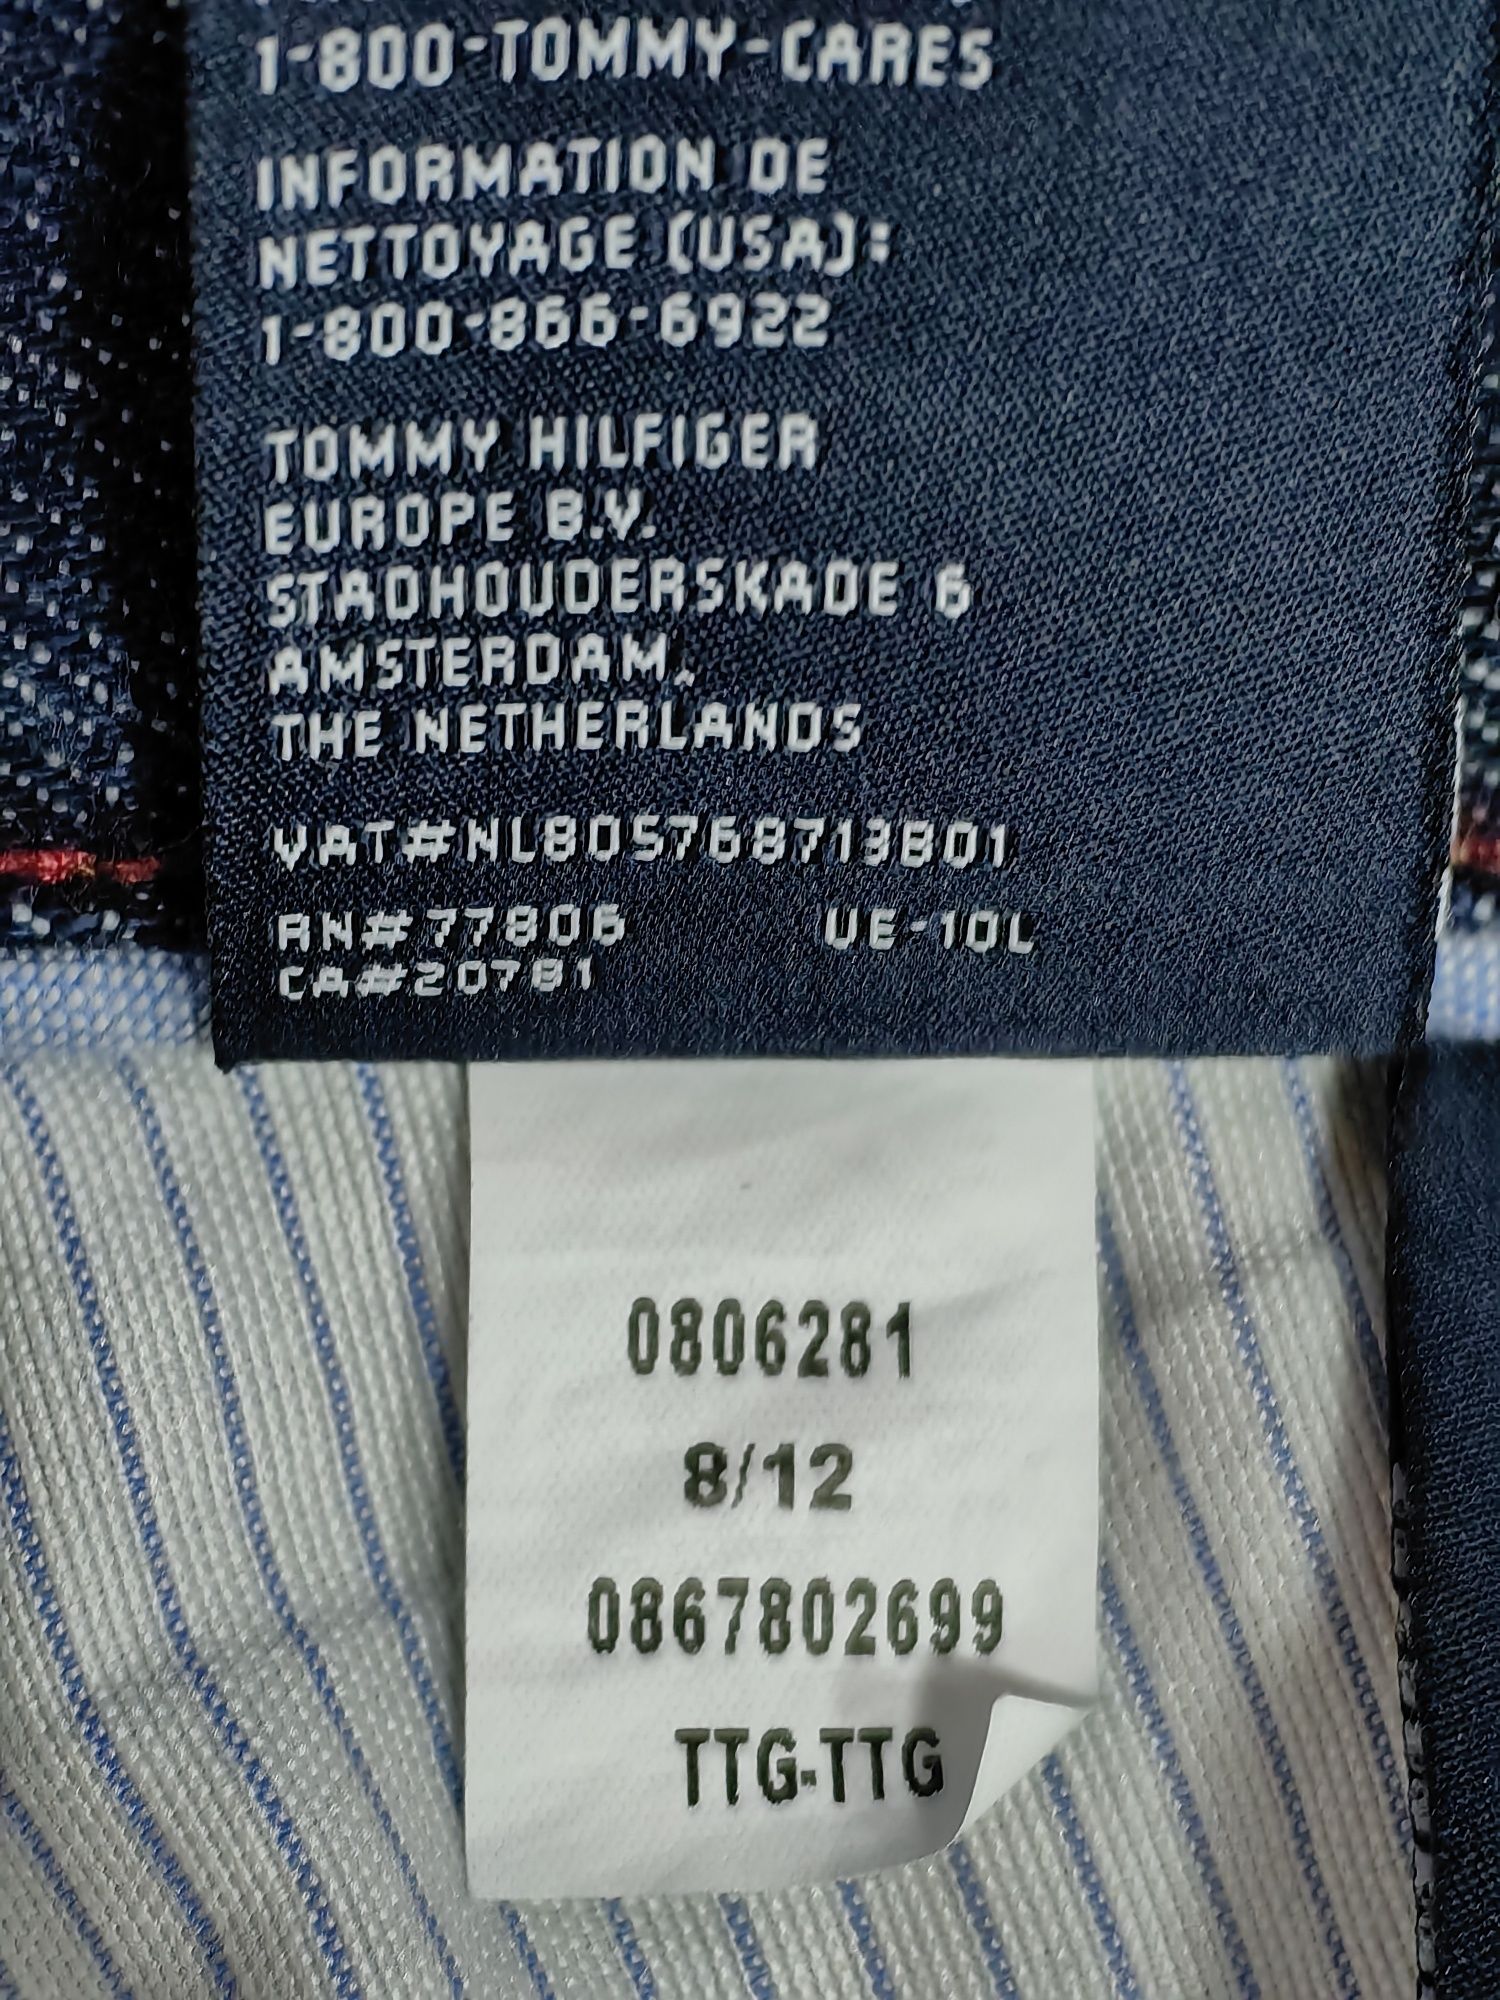 1-800-TOMMY-CARES
INFORMATION DE
NETTOYAGE (USA):
1-800-866-6922
TOMMY HILFIGER
EUROPE B.V.
STADHOUDERSKADE 6
AMSTERDAM,
THE NETHERLANDS
VAT#NL805768713B01
RN#77806 UE-10L
CA#20781
0806281
8/12
0867802699
TTG-TTG